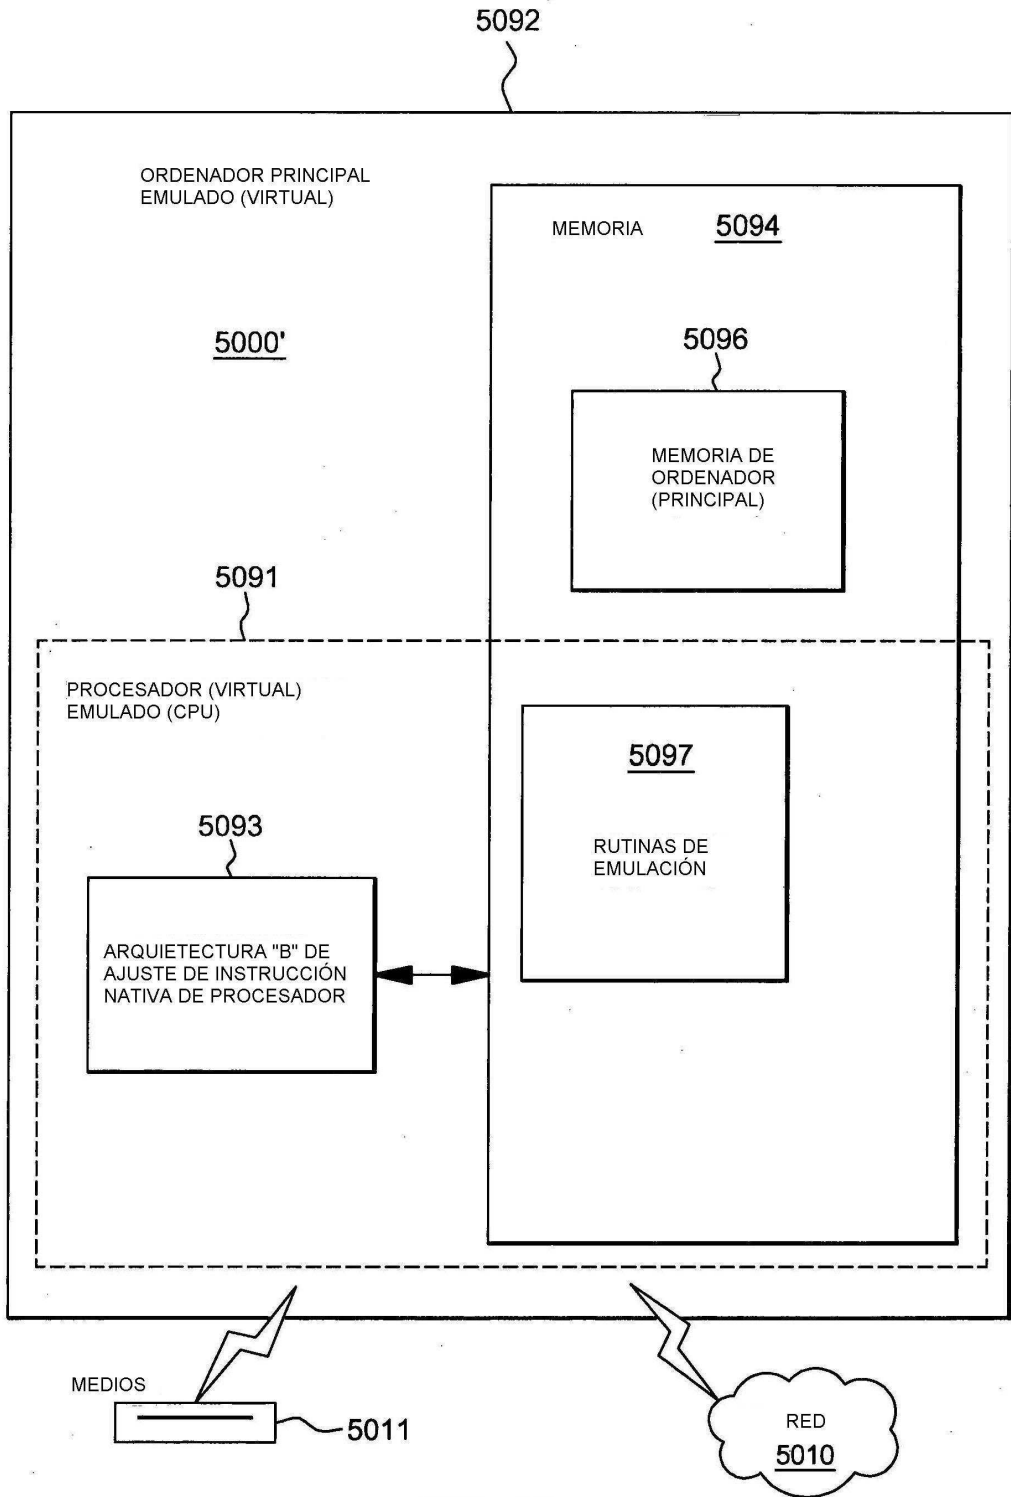 5092
ORDENADOR PRINCIPAL
EMULADO (VIRTUAL)
5000'
MEMORIA 5094
5096
MEMORIA DE
ORDENADOR
(PRINCIPAL)
5091
PROCESADOR (VIRTUAL)
EMULADO (CPU)
5097
RUTINAS DE
EMULACIÓN
5093
ARQUIETECTURA "B" DE
AJUSTE DE INSTRUCCIÓN
NATIVA DE PROCESADOR
MEDIOS
5011
RED
5010